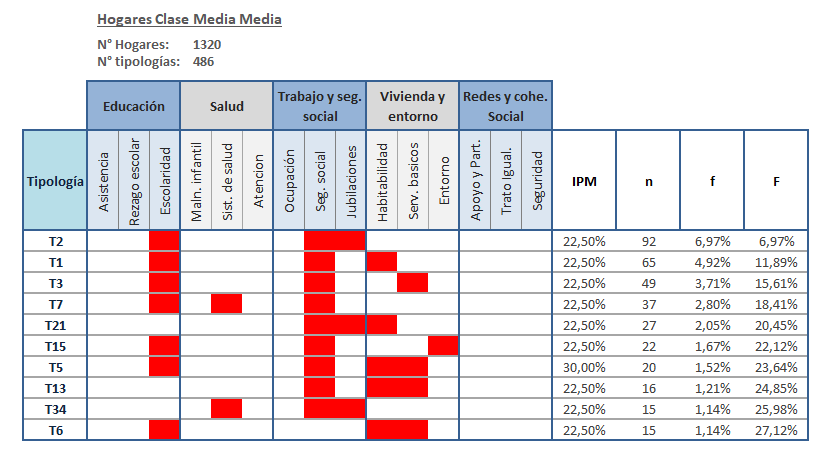 Hogares Clase Media Media
N° Hogares: 1320
N° tipologías: 486
Educación Salud Trabajo y seg. social Vivienda y entorno Redes y cohe. Social
Tipología Asistencia Rezago escolar Escolaridad Maln. infantil Sist. de salud Atencion Ocupación Seg. social Jubilaciones Habitabilidad Serv. basicos Entorno Apoyo y Part. Trato Igual. Seguridad IPM n f F
T2 22,50% 92 6,97% 6,97%
T1 22,50% 65 4,92% 11,89%
T3 22,50% 49 3,71% 15,61%
T7 22,50% 37 2,80% 18,41%
T21 22,50% 27 2,05% 20,45%
T15 22,50% 22 1,67% 22,12%
T5 30,00% 20 1,52% 23,64%
T13 22,50% 16 1,21% 24,85%
T34 22,50% 15 1,14% 25,98%
T6 22,50% 15 1,14% 27,12%